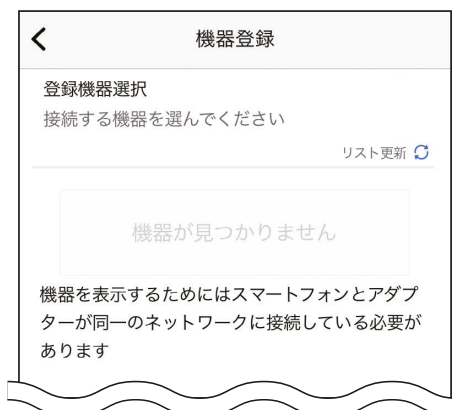 機器登録
登録機器選択
接続する機器を選んでください
リスト更新
機器が見つかりません
機器を表示するためにはスマートフォンとアダプ
ターが同一のネットワークに接続している必要が
あります